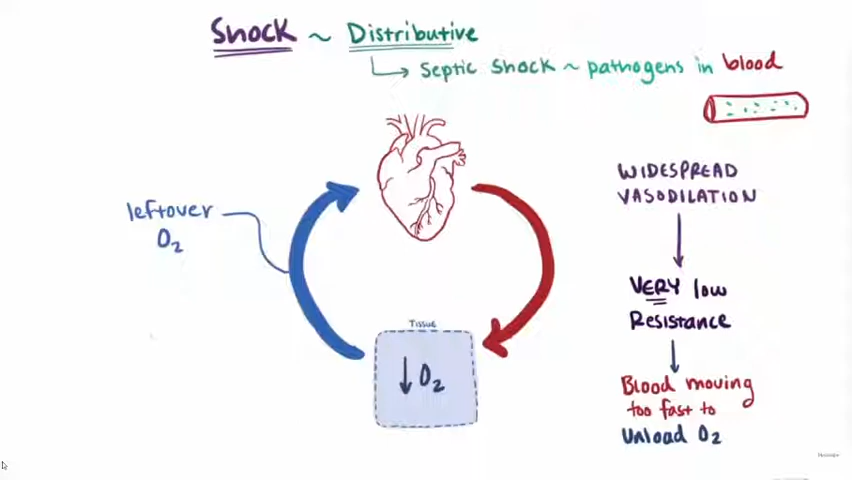 Shock ~ Distributive
Septic Shock ~ pathogens in blood
WIDESPREAD
VASODILATION
leftover
O₂
VERY low
Resistance
Tissue
↓ O₂
Blood moving
too fast to
Unload O₂